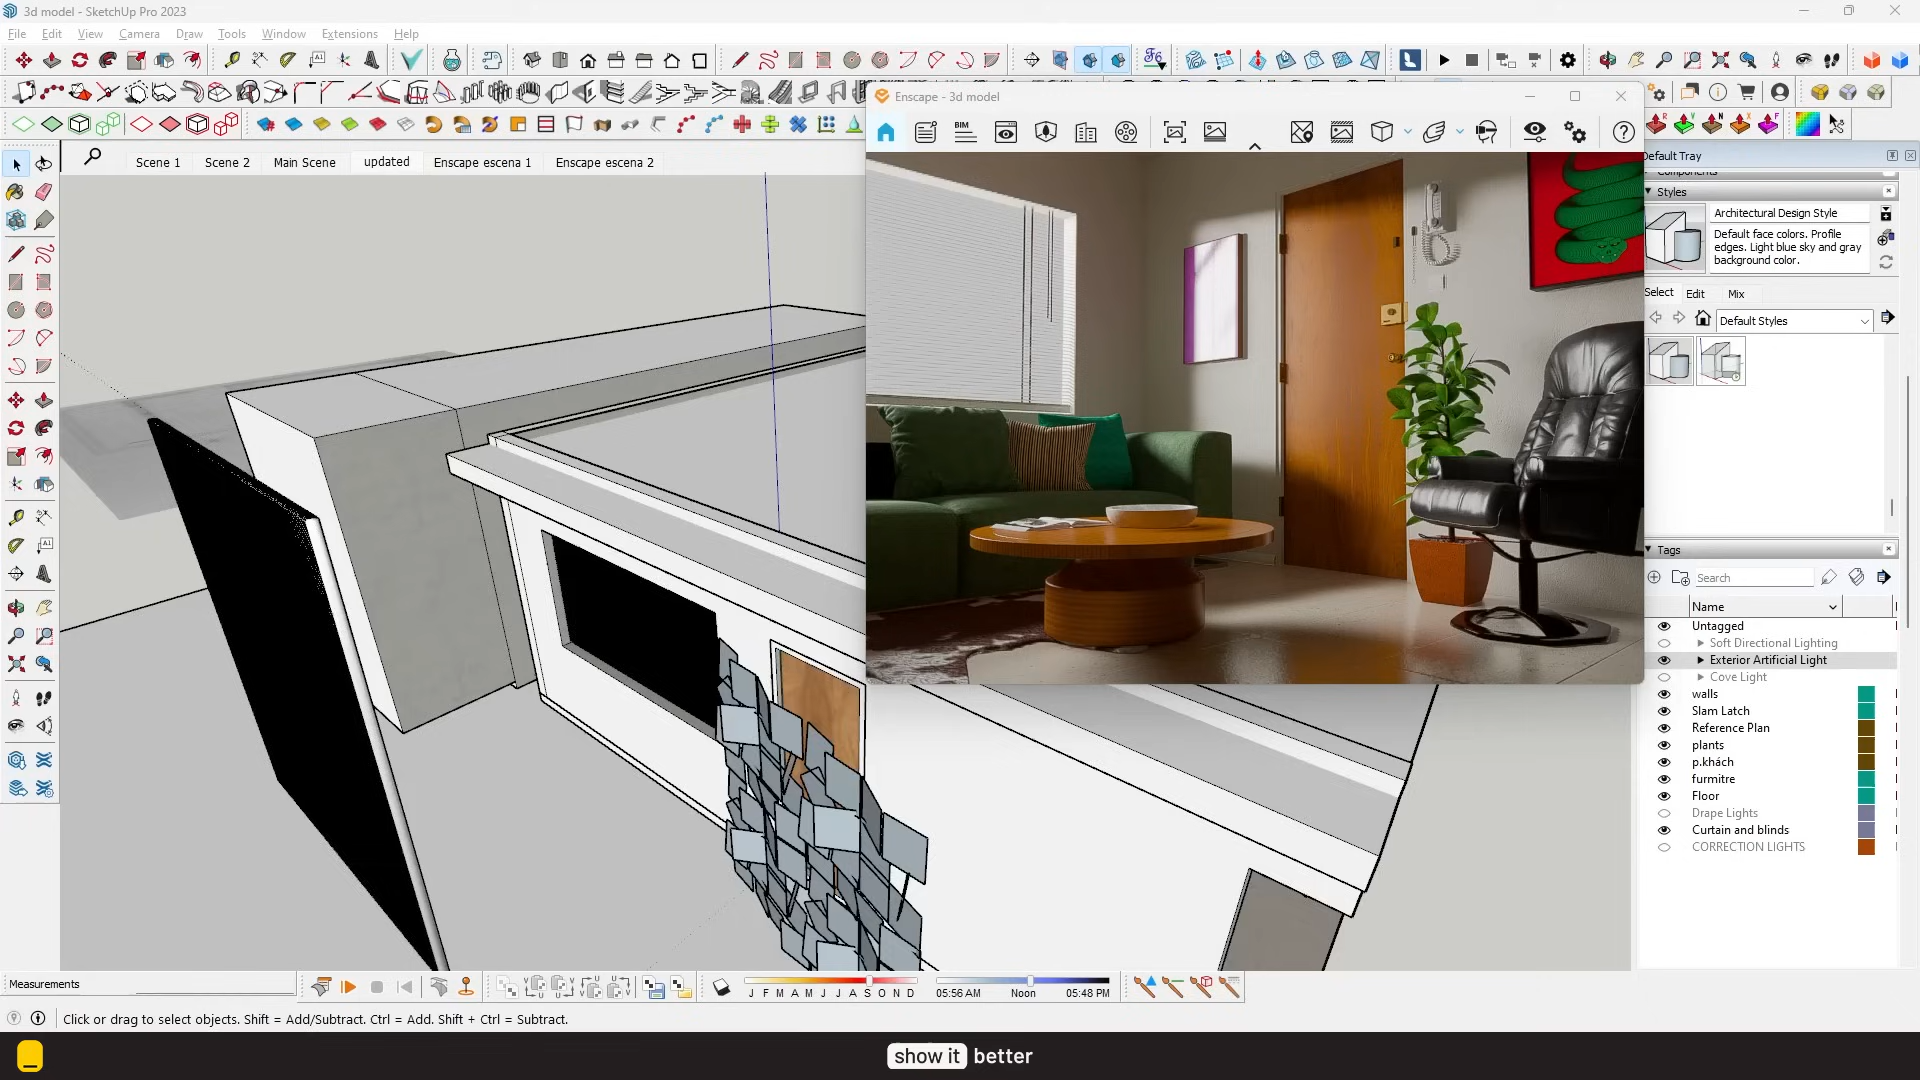 3d model - SketchUp Pro 2023
File Edit View Camera Draw Tools Window Extensions Help
Enscape - 3d model
BIM
Scene 1 Scene 2 Main Scene updated Enscape escena 1 Enscape escena 2
Default Tray
Components
Styles
Architectural Design Style
Default face colors. Profile
edges. Light blue sky and gray
background color.
Select Edit Mix
Default Styles
Tags
Search
Name
Untagged
Soft Directional Lighting
Exterior Artificial Light
Cove Light
walls
Slam Latch
Reference Plan
plants
p.khách
furmitre
Floor
Drape Lights
Curtain and blinds
CORRECTION LIGHTS
Measurements
J F M A M J J A S O N D
05:56 AM Noon 05:48 PM
Click or drag to select objects. Shift = Add/Subtract. Ctrl = Add. Shift + Ctrl = Subtract.
show it better